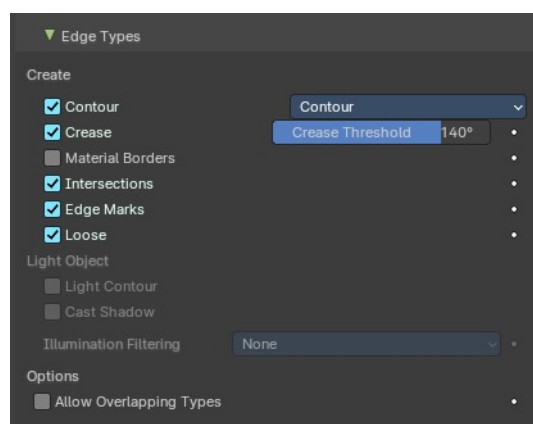 Edge Types
Create
Contour Contour
Crease Crease Threshold 140°
Material Borders
Intersections
Edge Marks
Loose
Light Object
Light Contour
Cast Shadow
Illumination Filtering None
Options
Allow Overlapping Types